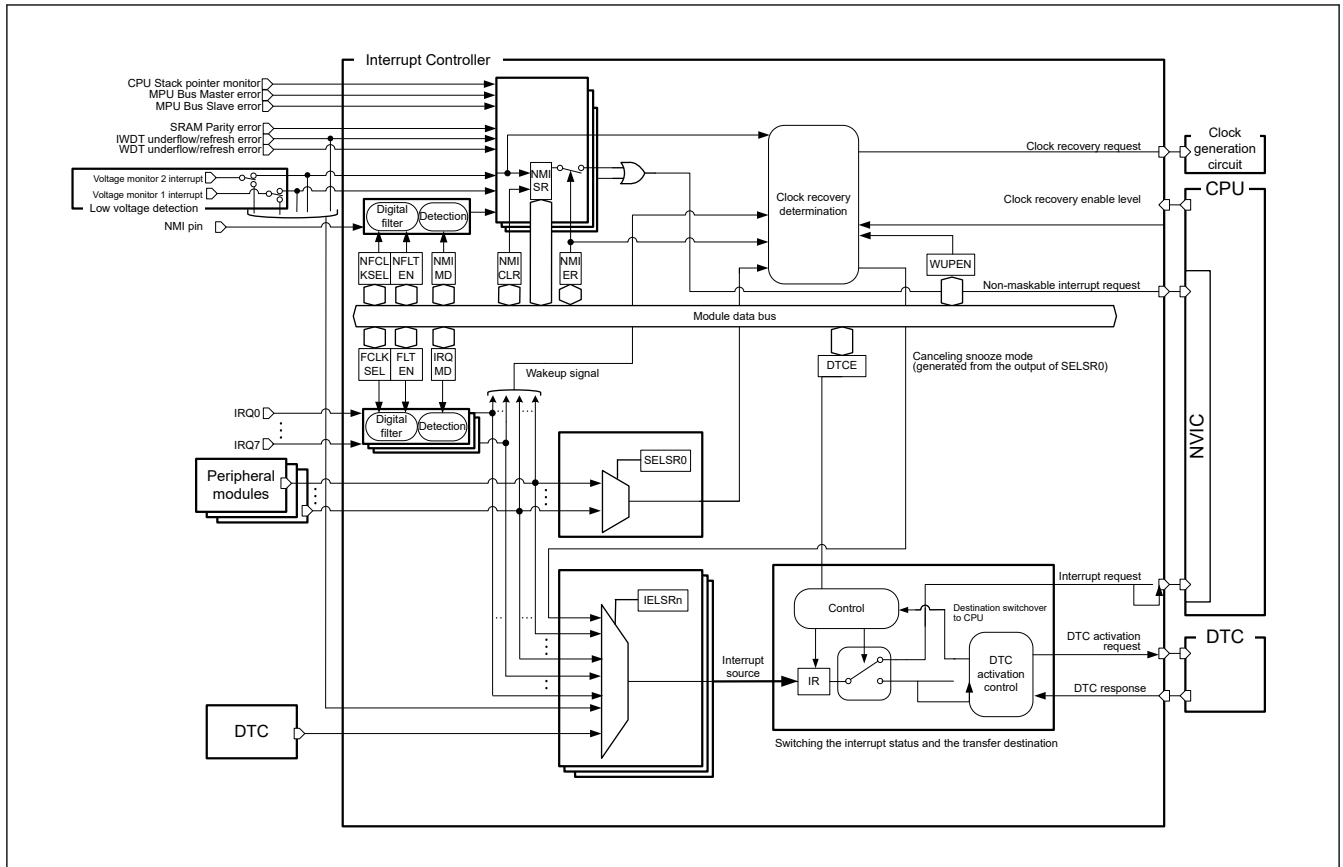 Interrupt Controller
CPU Stack pointer monitor
MPU Bus Master error
MPU Bus Slave error
SRAM Parity error
IWDT underflow/refresh error
WDT underflow/refresh error
Voltage monitor 2 interrupt
Voltage monitor 1 interrupt
Low voltage detection
NMI pin
Digital
filter
Detection
NMI
SR
NFCL
KSEL
NFLT
EN
NMI
MD
NMI
CLR
NMI
ER
Clock recovery
determination
Clock recovery request
Clock
generation
circuit
CPU
Clock recovery enable level
WUPEN
Non-maskable interrupt request
Module data bus
FCLK
SEL
FLT
EN
IRQ
MD
DTCE
Canceling snooze mode
(generated from the output of SELSR0)
Wakeup signal
IRQ0
IRQ7
Digital
filter
Detection
NVIC
Peripheral
modules
SELSR0
IELSRn
Interrupt request
Control
Destination switchover
to CPU
DTC activation
request
DTC
Interrupt
source
IR
DTC
activation
control
DTC response
DTC
Switching the interrupt status and the transfer destination